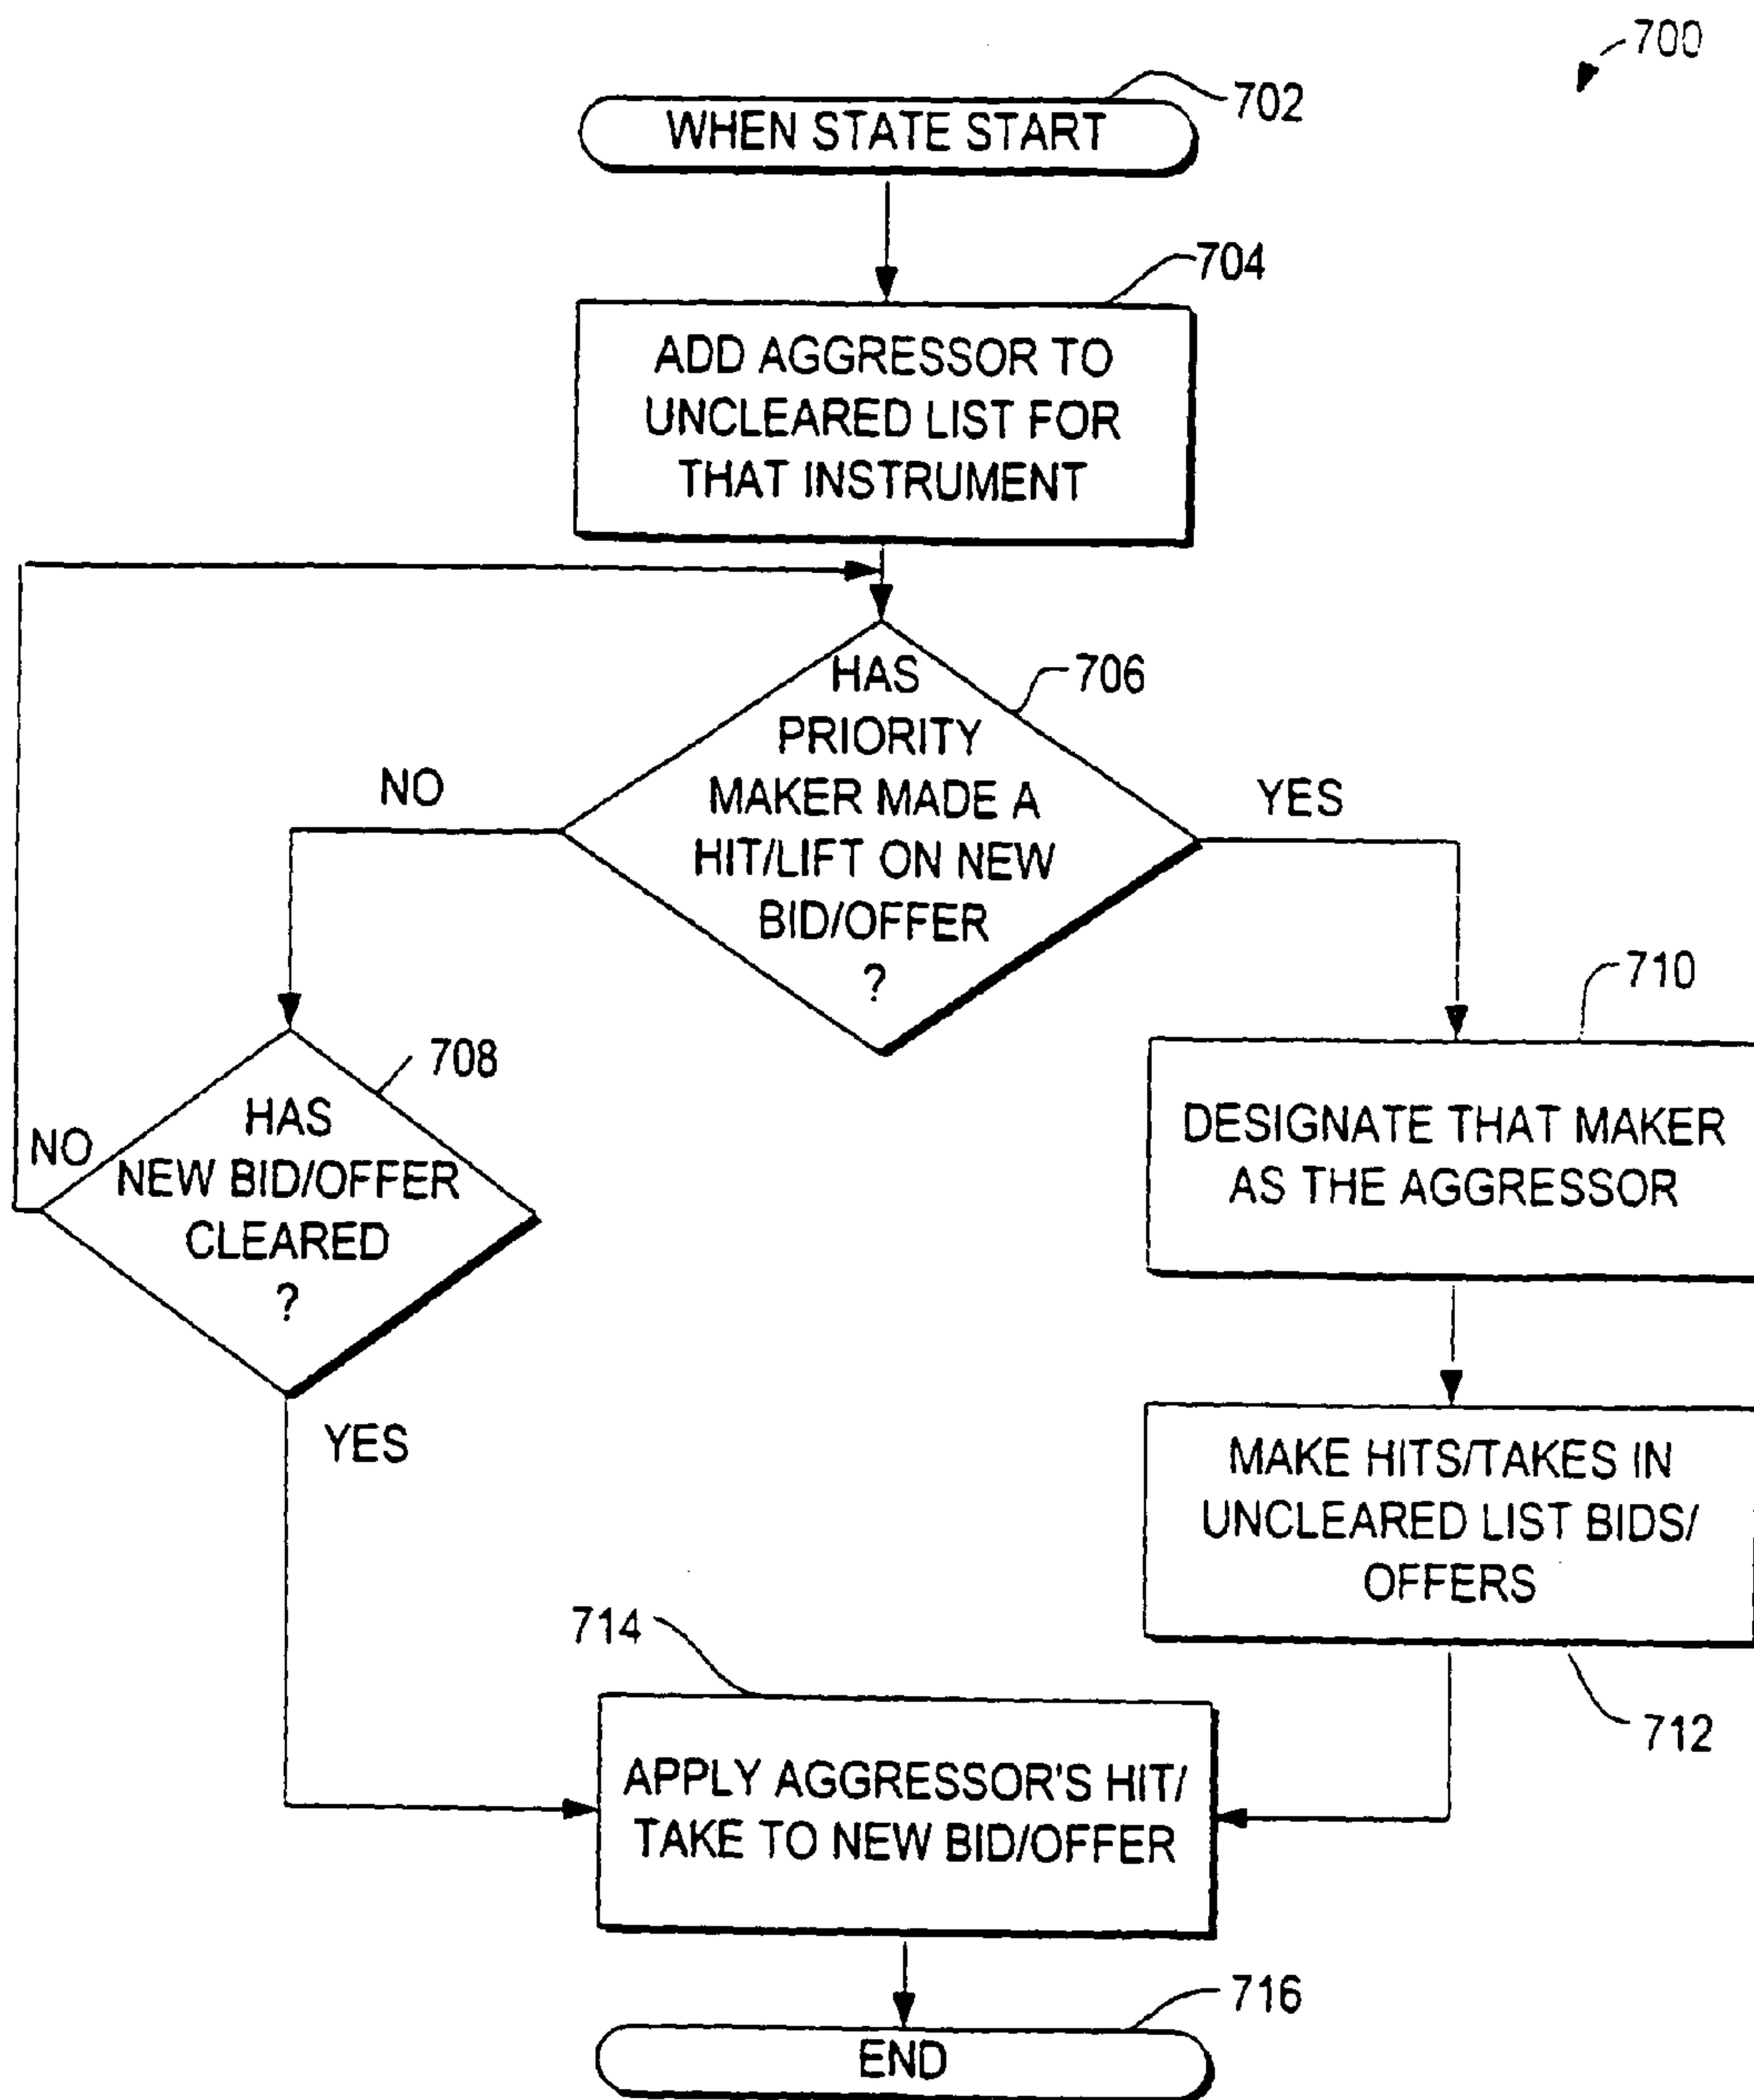 700
702
WHEN STATE START
704
ADD AGGRESSOR TO
UNCLEARED LIST FOR
THAT INSTRUMENT
706
HAS
PRIORITY
MAKER MADE A
HIT/LIFT ON NEW
BID/OFFER
?
NO
YES
708
HAS
NEW BID/OFFER
CLEARED
?
NO
YES
710
DESIGNATE THAT MAKER
AS THE AGGRESSOR
MAKE HITS/TAKES IN
UNCLEARED LIST BIDS/
OFFERS
712
714
APPLY AGGRESSOR'S HIT/
TAKE TO NEW BID/OFFER
716
END